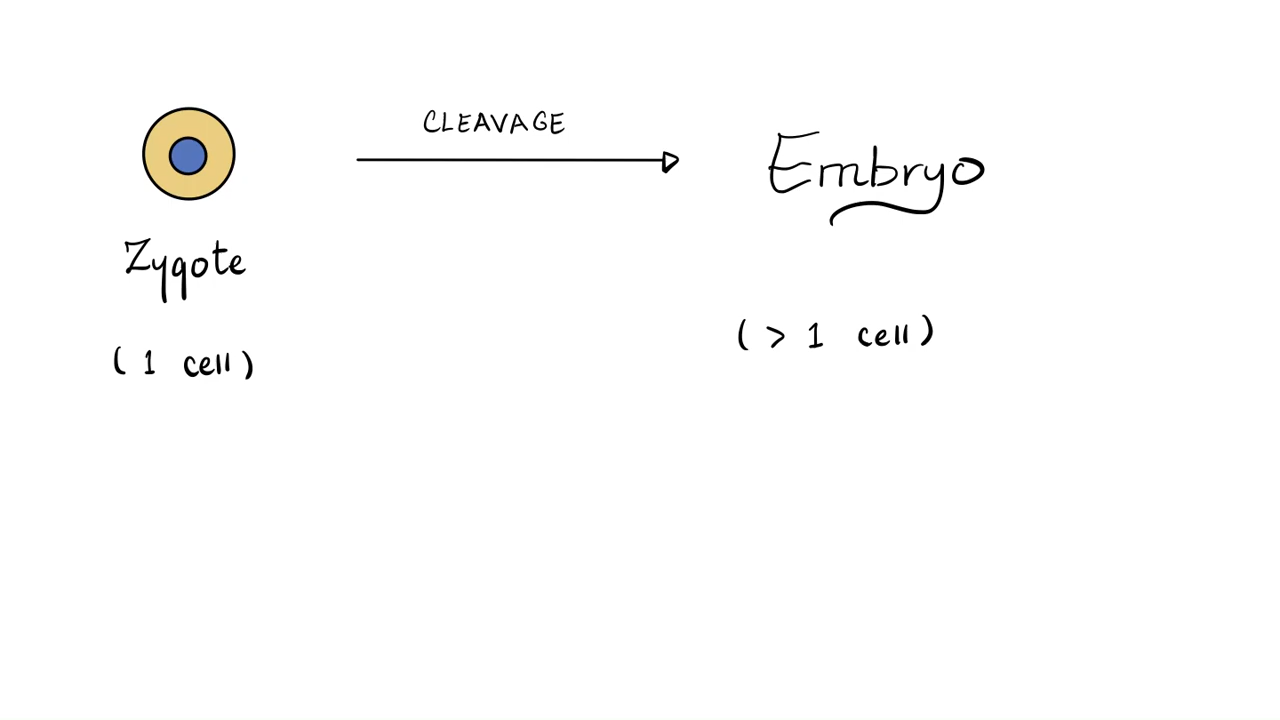 CLEAVAGE
Embryo
Zygote
( > 1 cell )
( 1 cell )